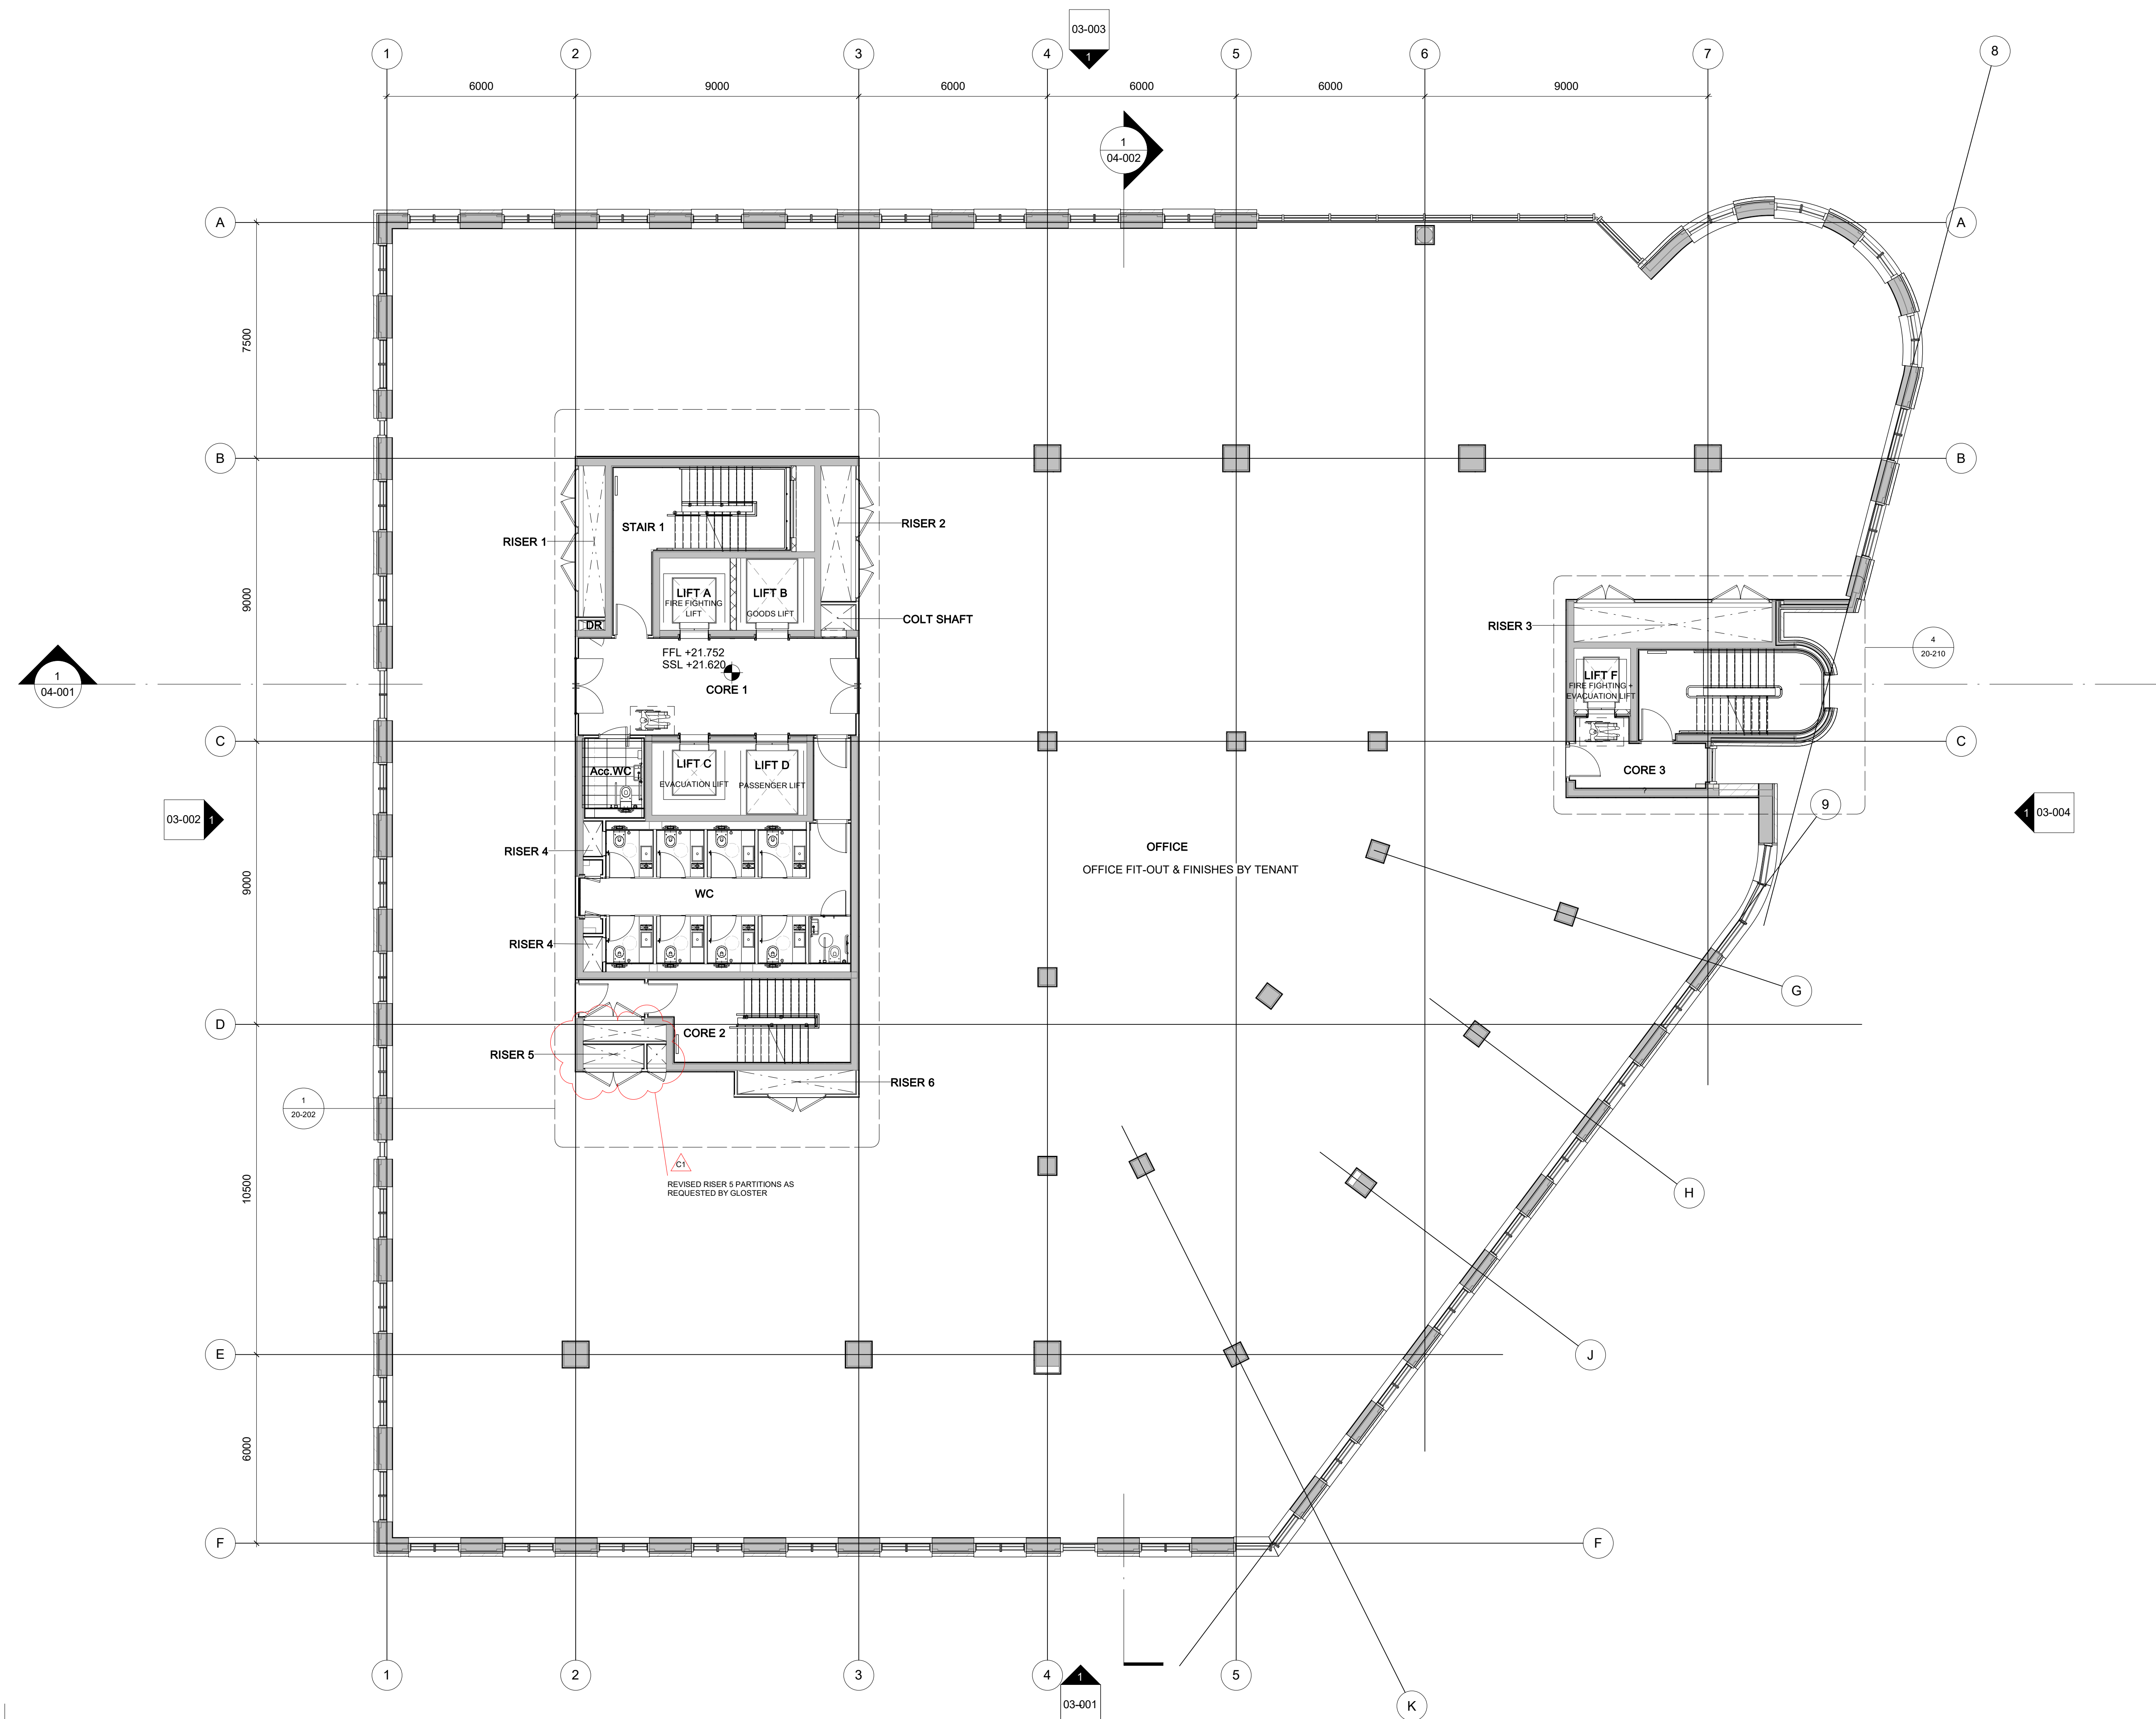 03-003
1
1
2
3
4
5
6
7
8
6000
9000
6000
6000
6000
9000
1
04-002
A
A
7500
B
B
STAIR 1
RISER 1
RISER 2
LIFT A
FIRE FIGHTING
LIFT
LIFT B
GOODS LIFT
9000
DR
COLT SHAFT
RISER 3
FFL +21.752
SSL +21.620
CORE 1
4
20-210
1
04-001
LIFT F
FIRE FIGHTING +
EVACUATION LIFT
C
C
Acc.WC
LIFT C
EVACUATION LIFT
LIFT D
PASSENGER LIFT
CORE 3
?
03-002
1
9
1
03-004
RISER 4
OFFICE
OFFICE FIT-OUT & FINISHES BY TENANT
9000
WC
RISER 4
G
D
CORE 2
RISER 5
RISER 6
1
20-202
C1
REVISED RISER 5 PARTITIONS AS
REQUESTED BY GLOSTER
10500
H
E
J
6000
F
F
1
2
3
4
5
1
03-001
K